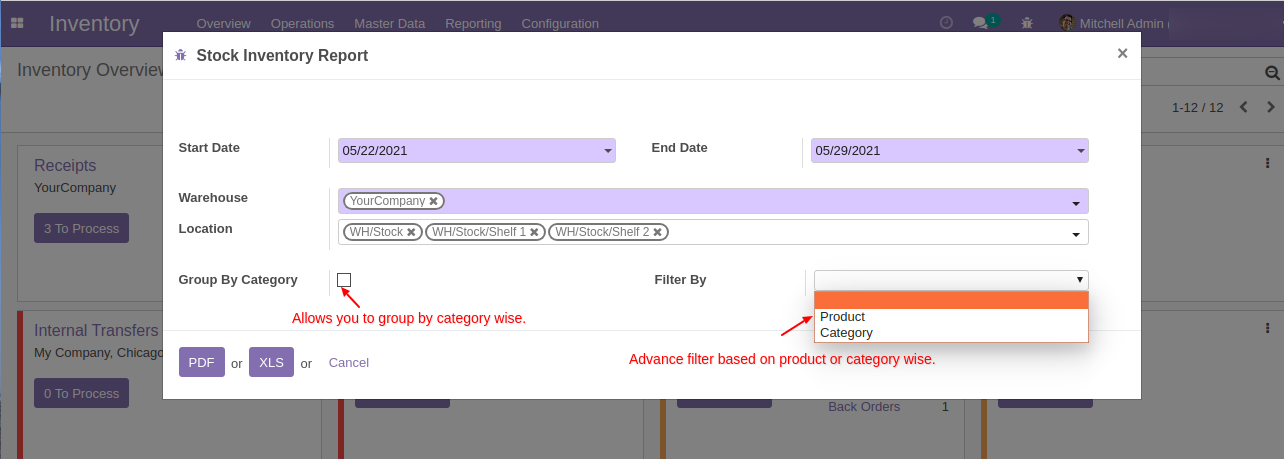 Inventory Overview Operations Master Data Reporting Configuration 1 Mitchell Admin (
Stock Inventory Report ×
Inventory Overview
1-12 / 12
Start Date 05/22/2021 End Date 05/29/2021
Receipts
YourCompany
Warehouse YourCompany ✖
3 To Process
Location WH/Stock ✖ WH/Stock/Shelf 1 ✖ WH/Stock/Shelf 2 ✖
Group By Category Filter By
Allows you to group by category wise.
Product
Category
Internal Transfers
My Company, Chicago
Advance filter based on product or category wise.
PDF or XLS or Cancel
0 To Process
Back Orders 1